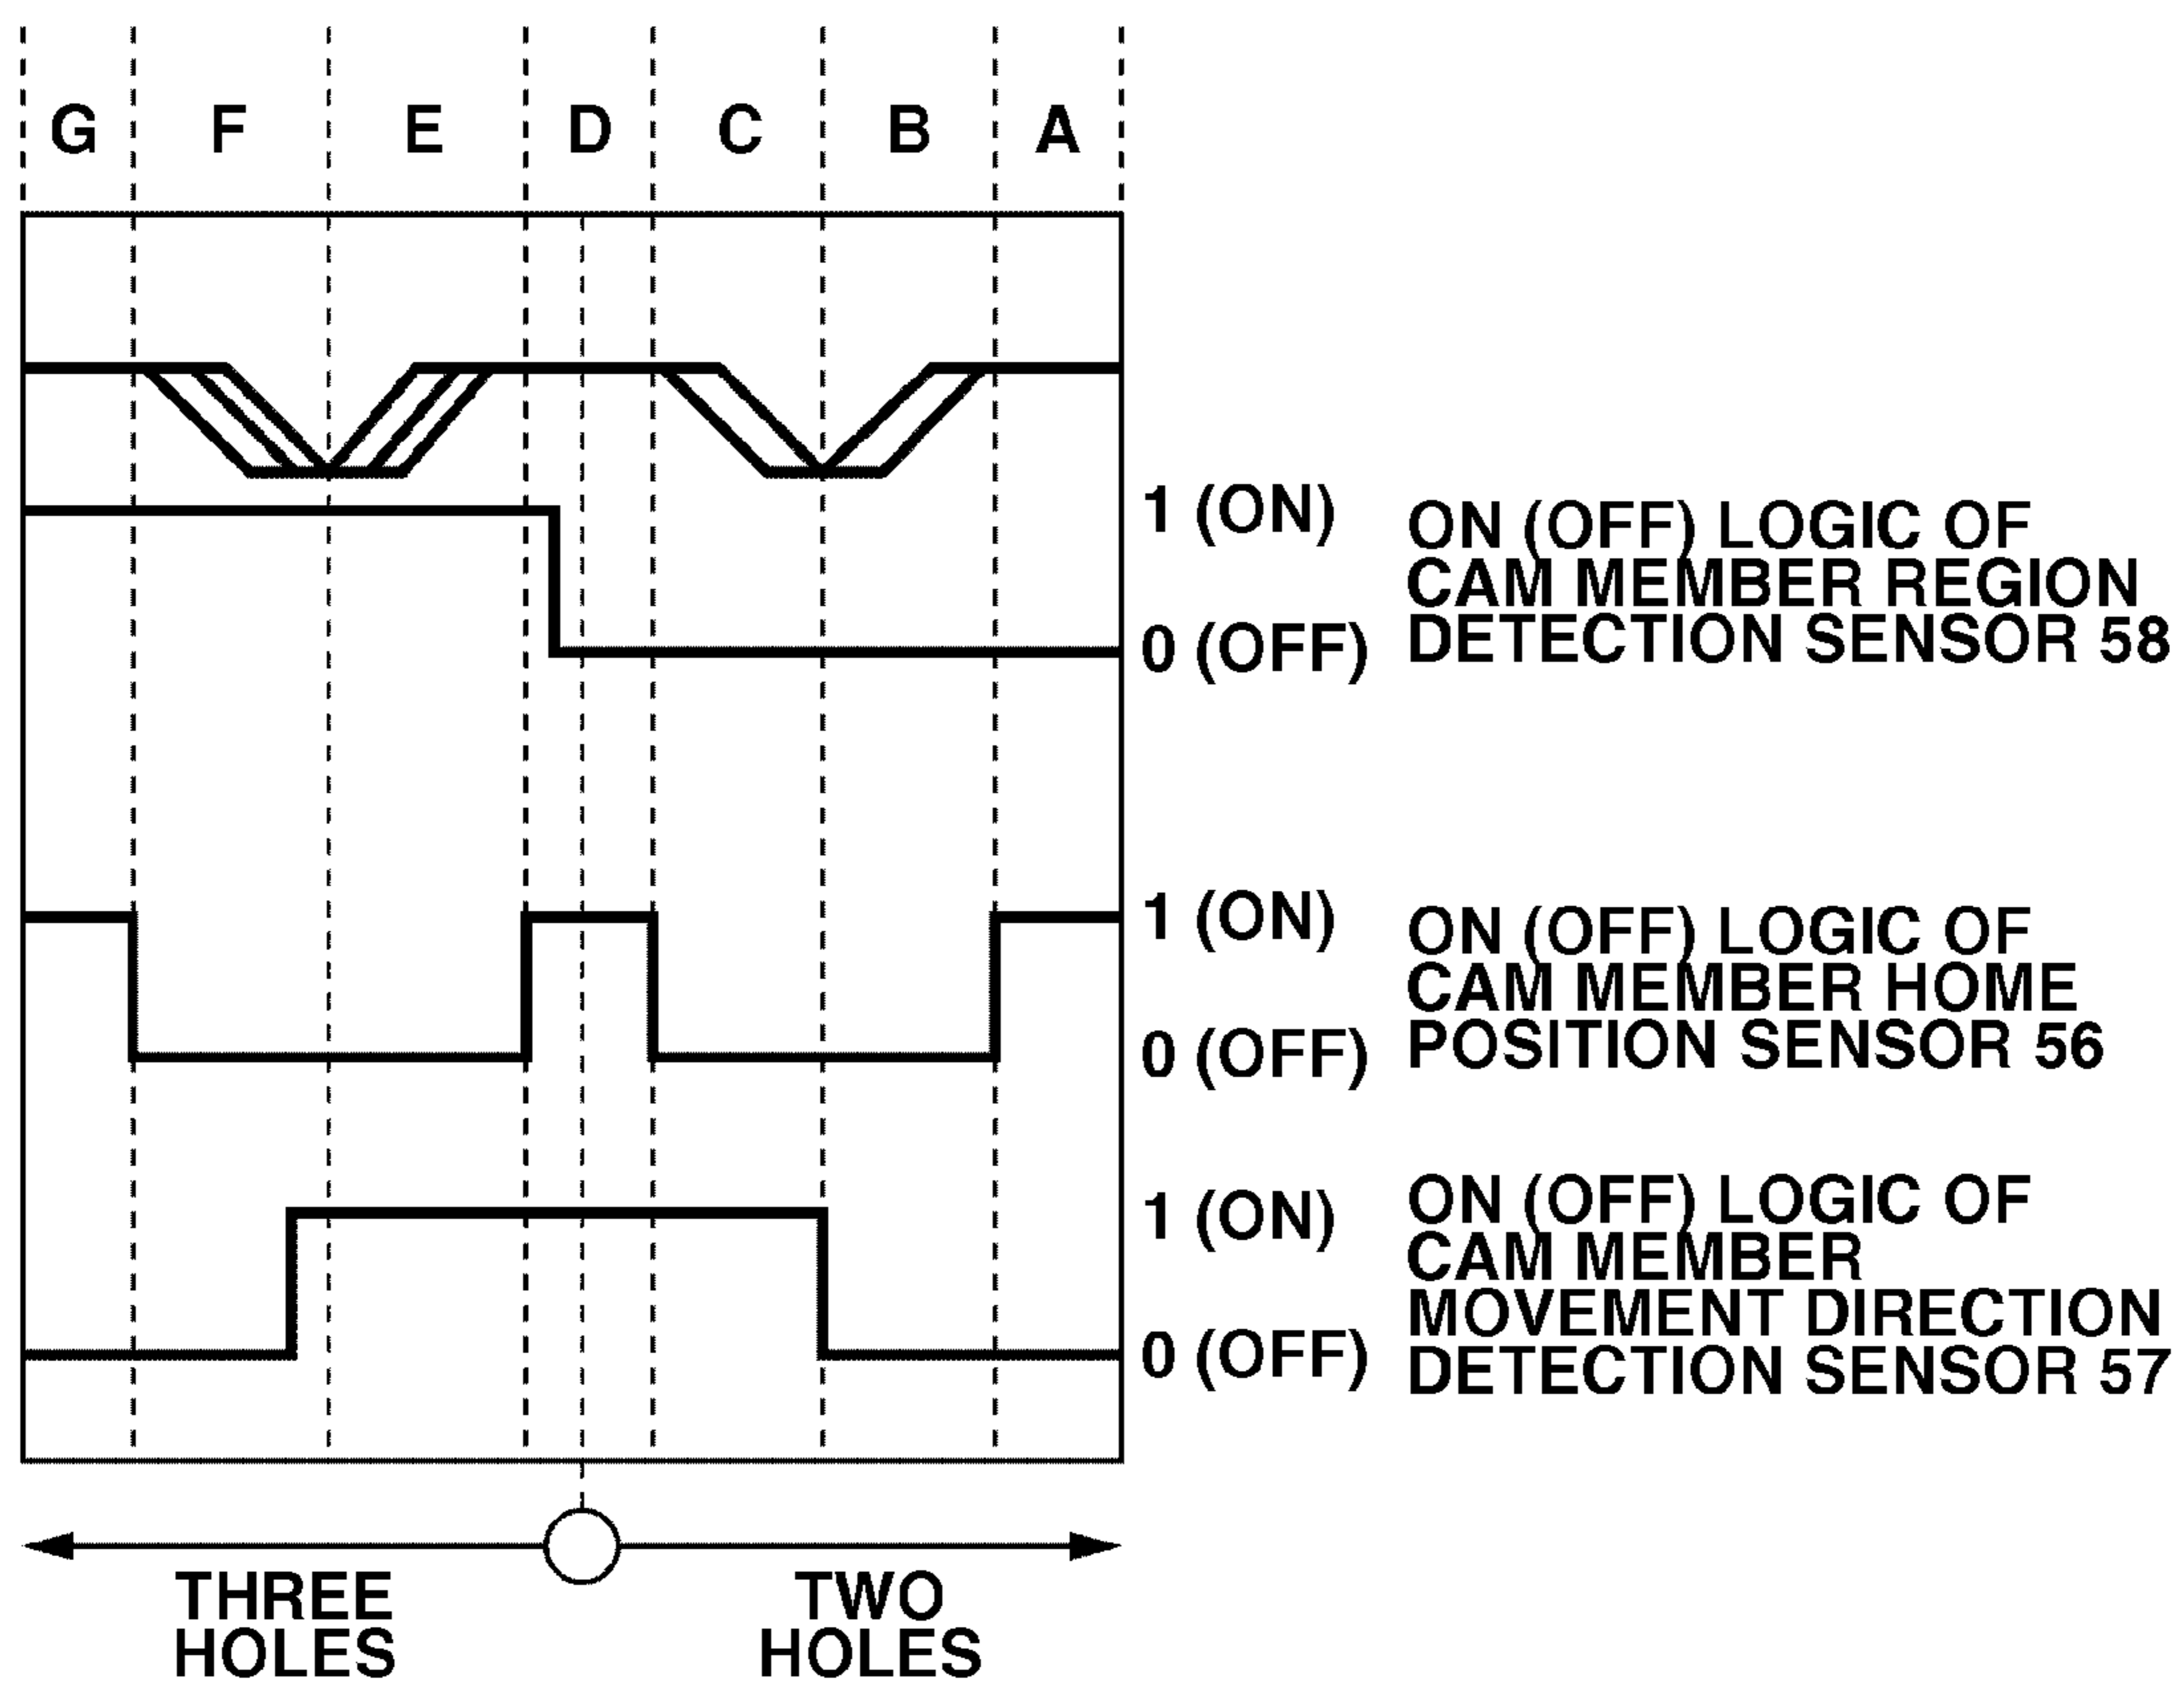 G F E D C B A
1 (ON)
0 (OFF)
ON (OFF) LOGIC OF
CAM MEMBER REGION
DETECTION SENSOR 58
1 (ON)
0 (OFF)
ON (OFF) LOGIC OF
CAM MEMBER HOME
POSITION SENSOR 56
1 (ON)
0 (OFF)
ON (OFF) LOGIC OF
CAM MEMBER
MOVEMENT DIRECTION
DETECTION SENSOR 57
THREE
HOLES
TWO
HOLES